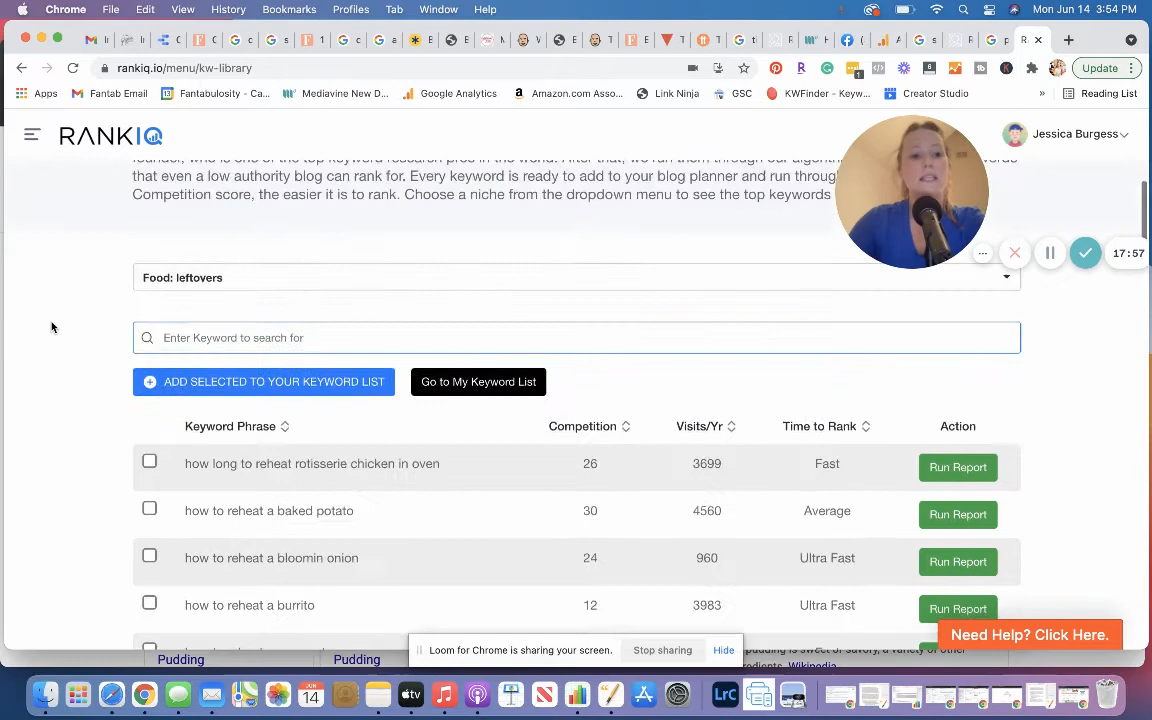 Chrome File Edit View History Bookmarks Profiles Tab Window Help Mon Jun 14 3:54 PM
rankiq.io/menu/kw-library
Update
Apps Fantab Email Fantabulosity - Ca... Mediavine New D... Google Analytics Amazon.com Asso... Link Ninja GSC KWFinder - Keyw... Creator Studio » Reading List
RANKIQ
Jessica Burgess
that even a low authority blog can rank for. Every keyword is ready to add to your blog planner and run throu
Competition score, the easier it is to rank. Choose a niche from the dropdown menu to see the top keywords
17:57
Food: leftovers
Enter Keyword to search for
ADD SELECTED TO YOUR KEYWORD LIST Go to My Keyword List
Keyword Phrase Competition Visits/Yr Time to Rank Action
how long to reheat rotisserie chicken in oven 26 3699 Fast Run Report
how to reheat a baked potato 30 4560 Average Run Report
how to reheat a bloomin onion 24 960 Ultra Fast Run Report
how to reheat a burrito 12 3983 Ultra Fast Run Report
Need Help? Click Here.
Loom for Chrome is sharing your screen. Stop sharing Hide
Pudding Pudding
Wikipedia
JUN
14
tv
LrC